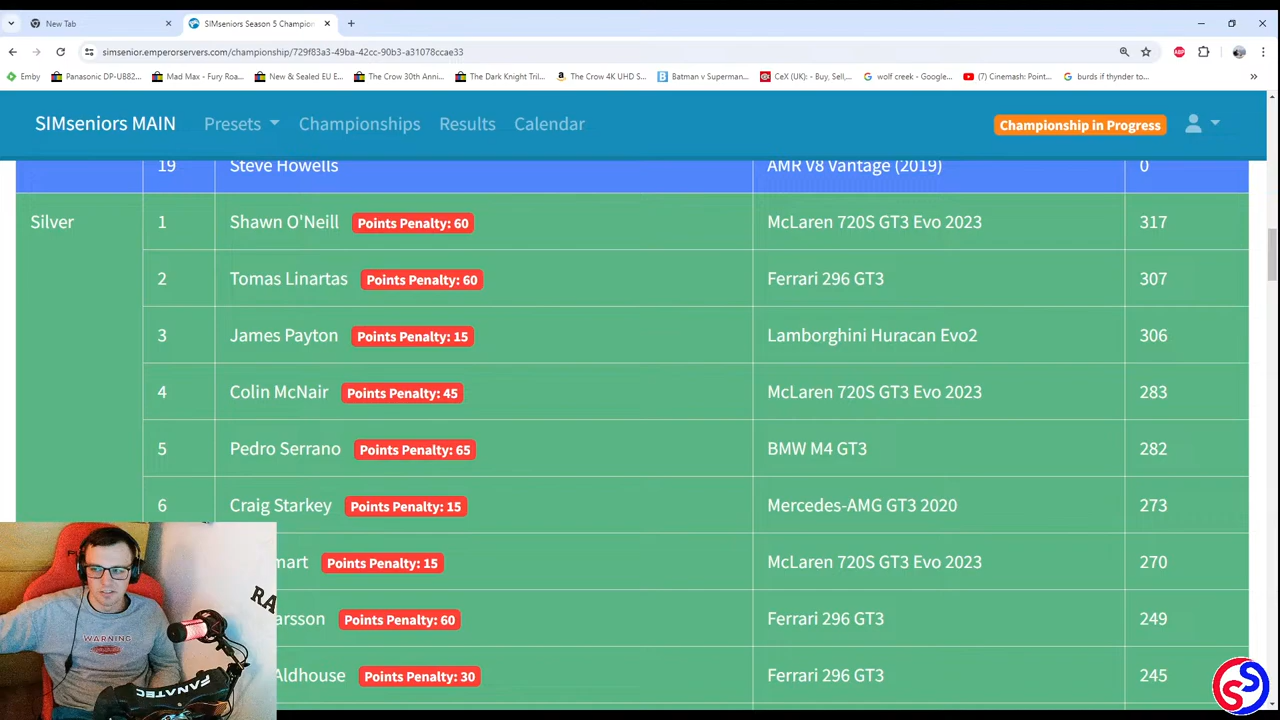 New Tab
SIMseniors Season 5 Champion
simsenior.emperorservers.com/championship/729f83a3-49ba-42cc-90b3-a31078ccae33
Emby
Panasonic DP-UB82...
Mad Max - Fury Roa...
New & Sealed EU E...
The Crow 30th Anni...
The Dark Knight Tril...
The Crow 4K UHD S...
Batman v Superman...
CeX (UK): - Buy, Sell,...
wolf creek - Google...
(7) Cinemash: Point...
burds if thynder to...
SIMseniors MAIN
Presets
Championships
Results
Calendar
Championship in Progress
19 Steve Howells AMR V8 Vantage (2019) 0
Silver 1 Shawn O'Neill Points Penalty: 60 McLaren 720S GT3 Evo 2023 317
2 Tomas Linartas Points Penalty: 60 Ferrari 296 GT3 307
3 James Payton Points Penalty: 15 Lamborghini Huracan Evo2 306
4 Colin McNair Points Penalty: 45 McLaren 720S GT3 Evo 2023 283
5 Pedro Serrano Points Penalty: 65 BMW M4 GT3 282
6 Craig Starkey Points Penalty: 15 Mercedes-AMG GT3 2020 273
mart Points Penalty: 15 McLaren 720S GT3 Evo 2023 270
arsson Points Penalty: 60 Ferrari 296 GT3 249
Aldhouse Points Penalty: 30 Ferrari 296 GT3 245
RA
WARNING
FANATEC
SS